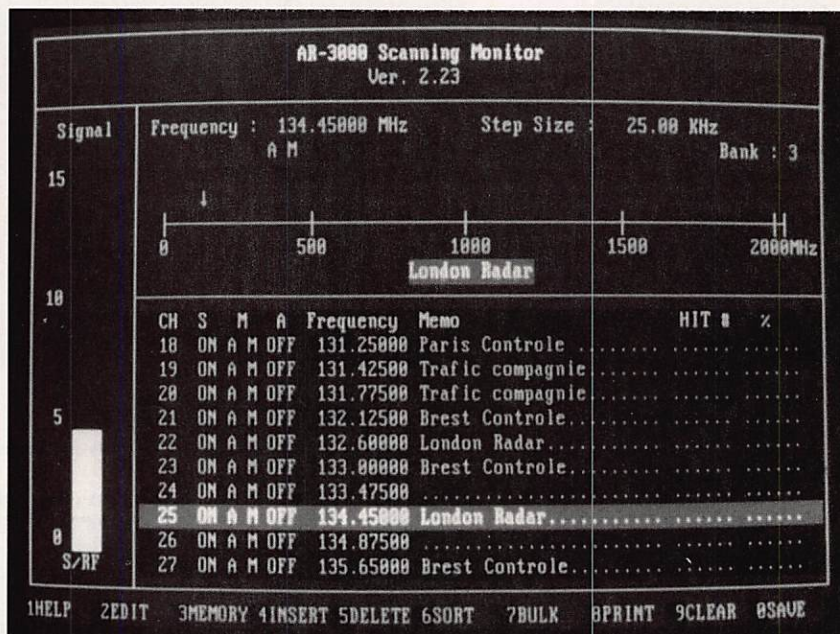 AR-3000 Scanning Monitor
Ver. 2.23
Signal
Frequency : 134.45000 MHz Step Size : 25.00 KHz
A M Bank : 3
15
0 500 1000 1500 2000MHz
London Radar
10
CH S M A Frequency Memo HIT # %
18 ON A M OFF 131.25000 Paris Controle ......... ...... ......
19 ON A M OFF 131.42500 Trafic compagnie......... ...... ......
20 ON A M OFF 131.77500 Trafic compagnie......... ...... ......
5
21 ON A M OFF 132.12500 Brest Controle........... ...... ......
22 ON A M OFF 132.60000 London Radar............. ...... ......
23 ON A M OFF 133.00000 Brest Controle........... ...... ......
24 ON A M OFF 133.47500 ......................... ...... ......
25 ON A M OFF 134.45000 London Radar............. ...... ......
0
26 ON A M OFF 134.87500 ......................... ...... ......
S/RF
27 ON A M OFF 135.65000 Brest Controle........... ...... ......
1HELP 2EDIT 3MEMORY 4INSERT 5DELETE 6SORT 7BULK 8PRINT 9CLEAR 0SAVE